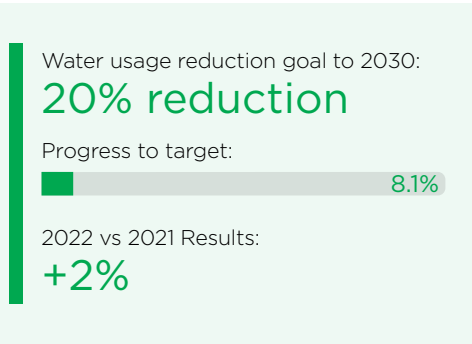 Water usage reduction goal to 2030:
20% reduction
Progress to target:
8.1%
2022 vs 2021 Results:
+2%